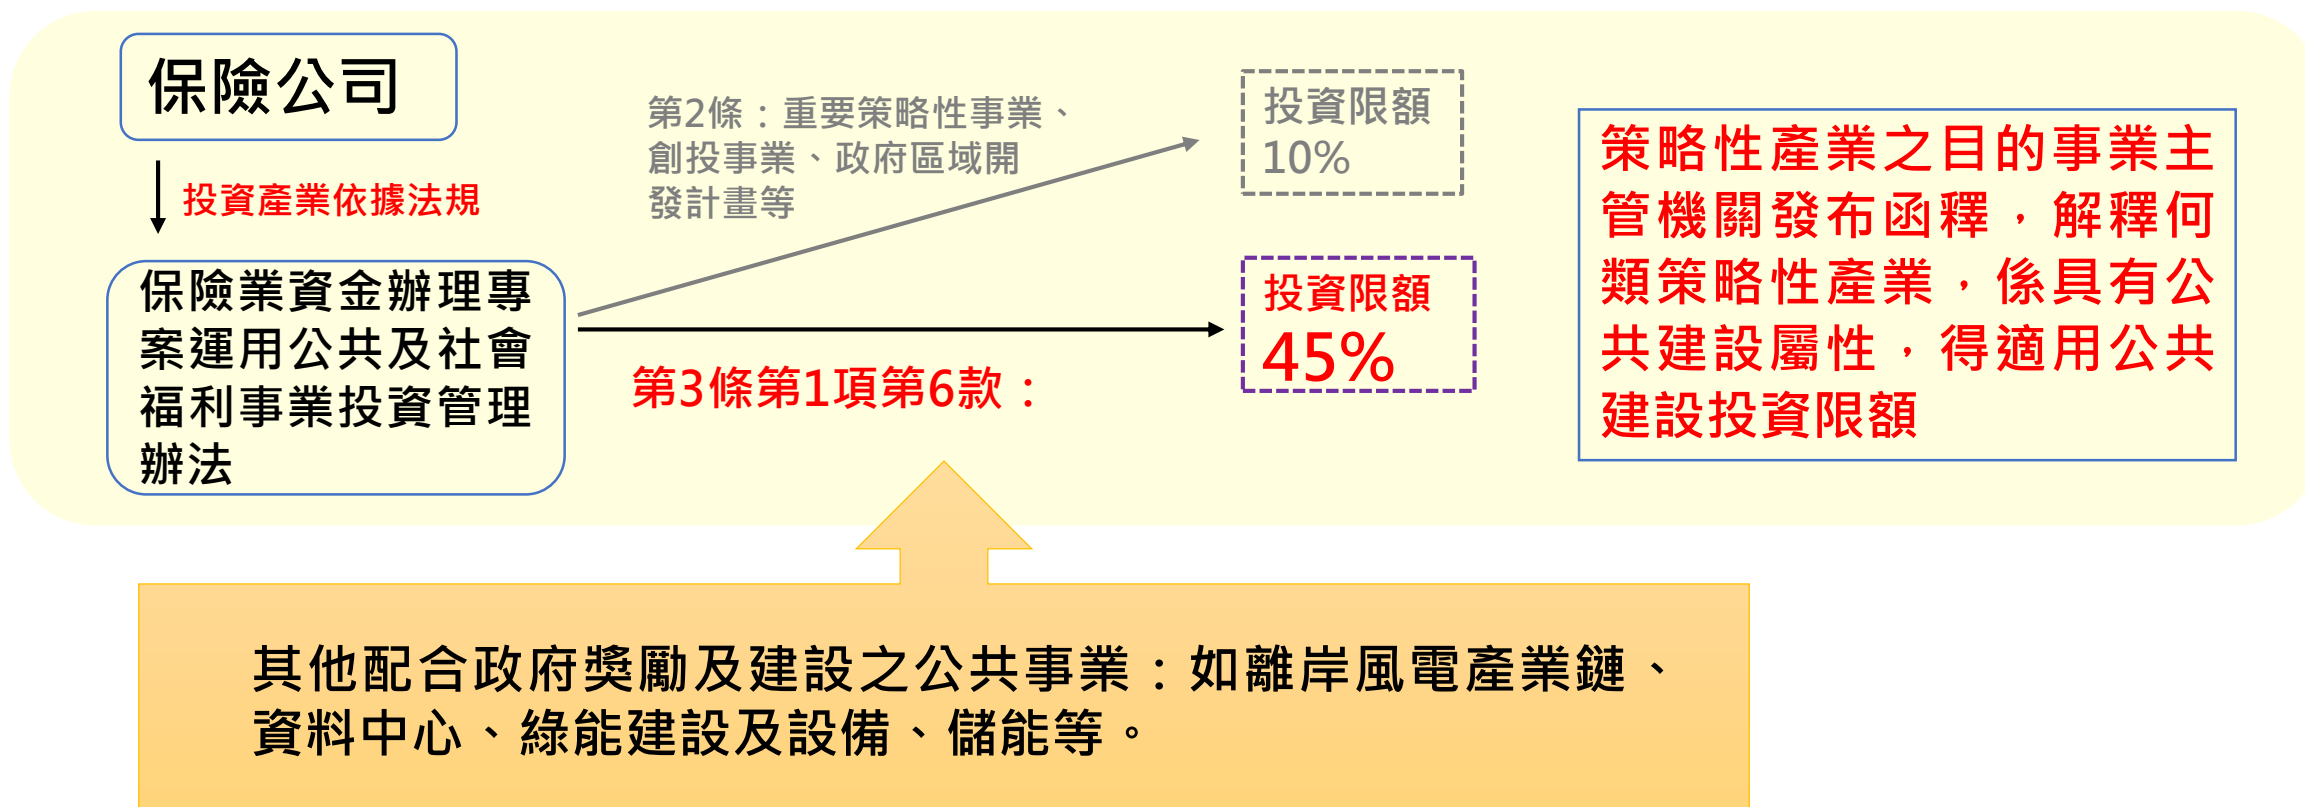 保險公司
投資產業依據法規
保險業資金辦理專
案運用公共及社會
福利事業投資管理
辦法
第2條：重要策略性事業、
創投事業、政府區域開
發計畫等
投資限額
10%
第3條第1項第6款：
投資限額
45%
策略性產業之目的事業主
管機關發布函釋，解釋何
類策略性產業，係具有公
共建設屬性，得適用公共
建設投資限額
其他配合政府獎勵及建設之公共事業：如離岸風電產業鏈、
資料中心、綠能建設及設備、儲能等。